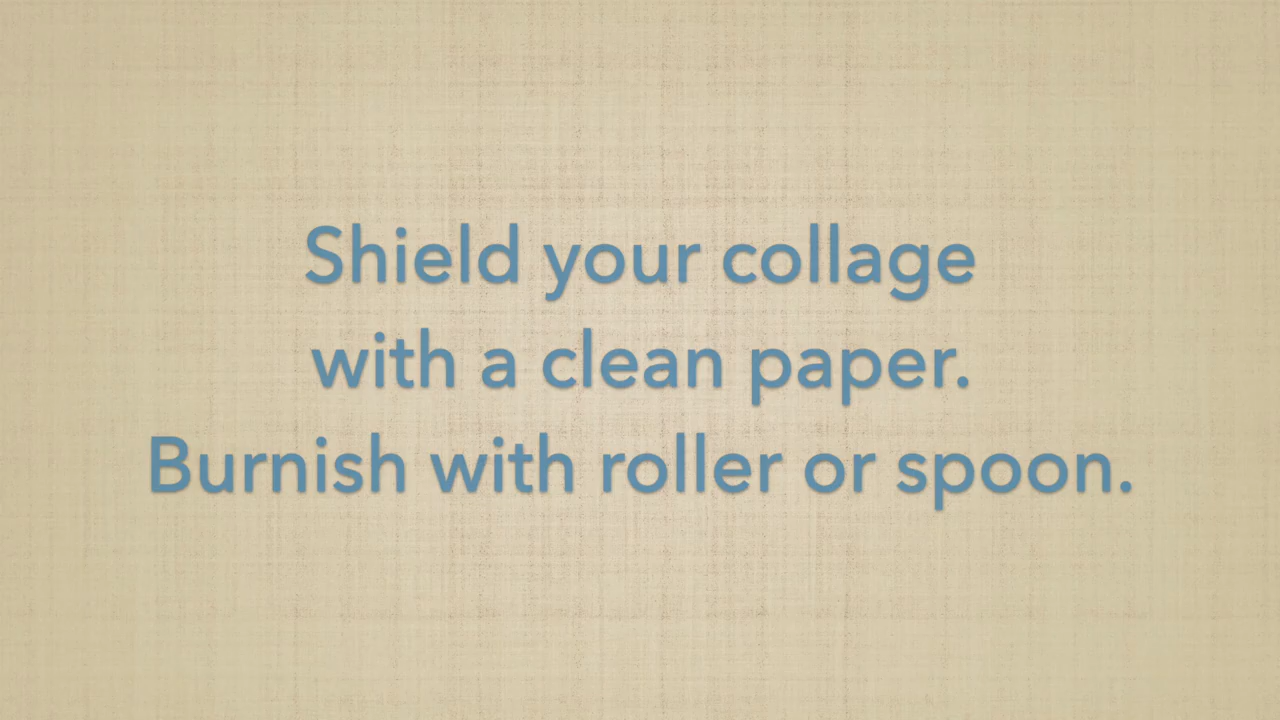 Shield your collage
with a clean paper.
Burnish with roller or spoon.